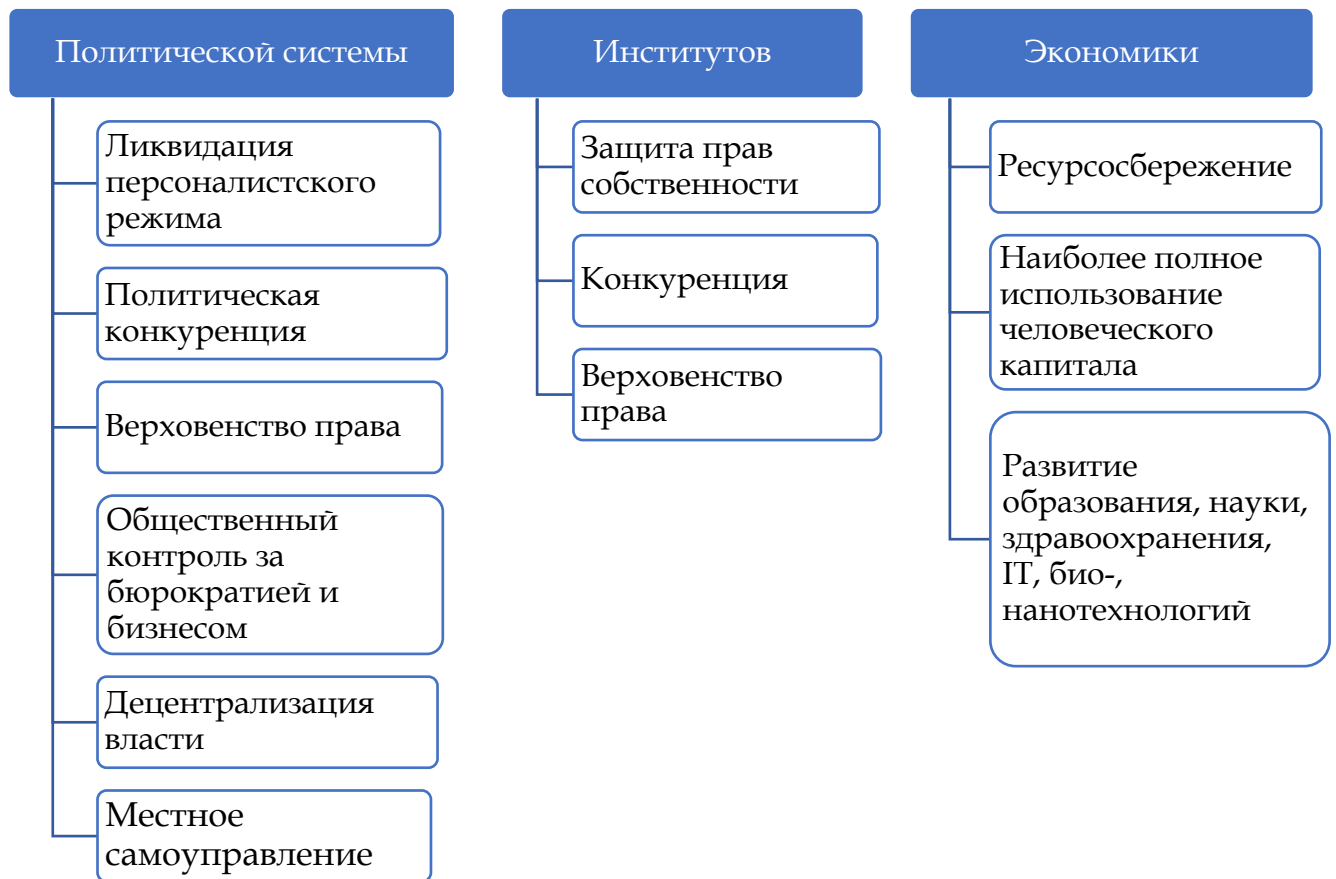 Политической системы
Ликвидация
персоналистского
режима
Политическая
конкуренция
Верховенство права
Общественный
контроль за
бюрократией и
бизнесом
Децентрализация
власти
Местное
самоуправление
Институтов
Защита прав
собственности
Конкуренция
Верховенство
права
Экономики
Ресурсосбережение
Наиболее полное
использование
человеческого
капитала
Развитие
образования, науки,
здравоохранения,
IT, био-,
нанотехнологий